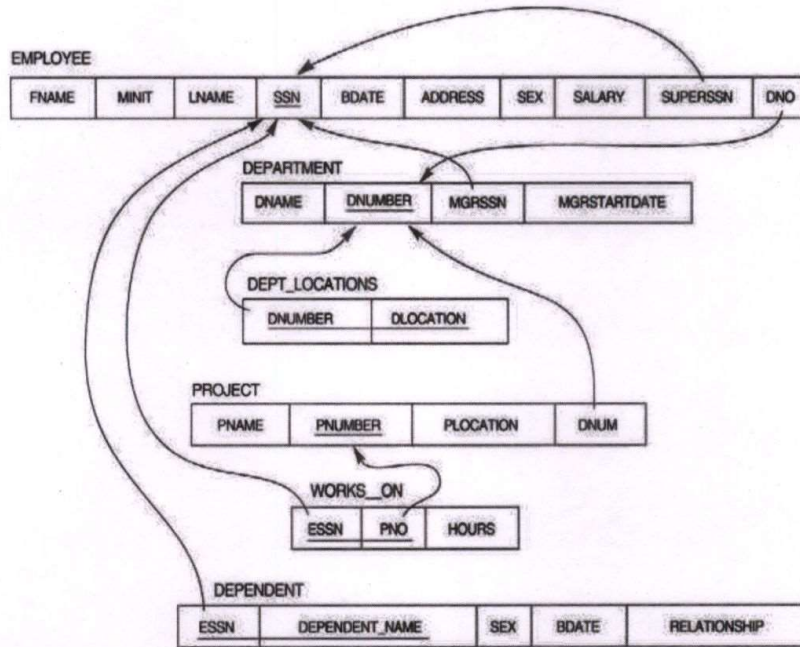 EMPLOYEE
FNAME MINIT LNAME SSN BDATE ADDRESS SEX SALARY SUPERSSN DNO
DEPARTMENT
DNAME DNUMBER MGRSSN MGRSTARTDATE
DEPT_LOCATIONS
DNUMBER DLOCATION
PROJECT
PNAME PNUMBER PLOCATION DNUM
WORKS_ON
ESSN PNO HOURS
DEPENDENT
ESSN DEPENDENT_NAME SEX BDATE RELATIONSHIP